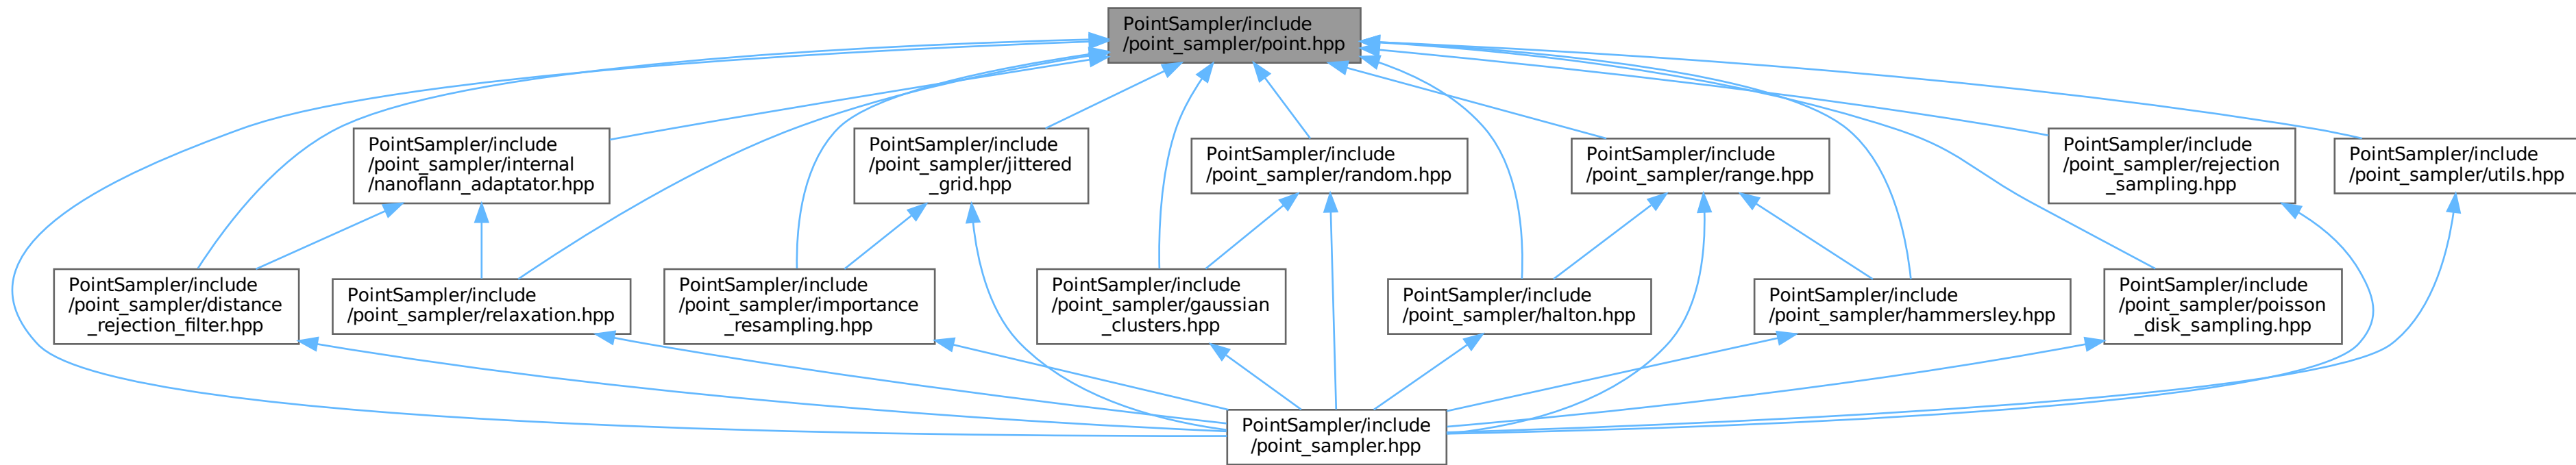 PointSampler/include
/point_sampler/point.hpp
PointSampler/include
/point_sampler/internal
/nanoflann_adaptator.hpp
PointSampler/include
/point_sampler/jittered
_grid.hpp
PointSampler/include
/point_sampler/random.hpp
PointSampler/include
/point_sampler/range.hpp
PointSampler/include
/point_sampler/rejection
_sampling.hpp
PointSampler/include
/point_sampler/utils.hpp
PointSampler/include
/point_sampler/distance
_rejection_filter.hpp
PointSampler/include
/point_sampler/relaxation.hpp
PointSampler/include
/point_sampler/importance
_resampling.hpp
PointSampler/include
/point_sampler/gaussian
_clusters.hpp
PointSampler/include
/point_sampler/halton.hpp
PointSampler/include
/point_sampler/hammersley.hpp
PointSampler/include
/point_sampler/poisson
_disk_sampling.hpp
PointSampler/include
/point_sampler.hpp